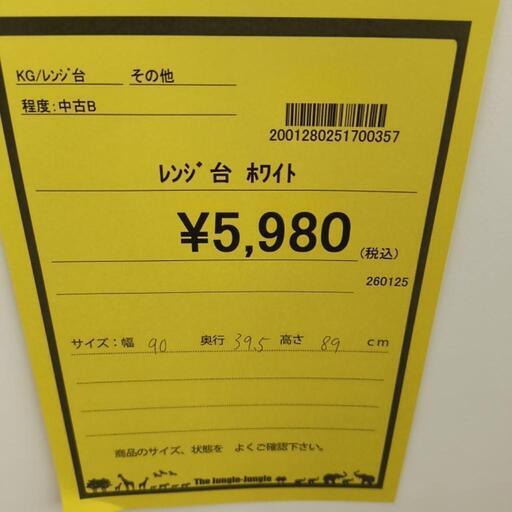 KG/ﾚﾝｼﾞ台 その他
程度:中古B
2001280251700357
ﾚﾝｼﾞ台 ﾎﾜｲﾄ
¥5,980(税込)
260125
サイズ:幅 90 奥行 39.5 高さ 89 cm
商品のサイズ、状態を よくご確認下さい。
The Jungle-Jungle